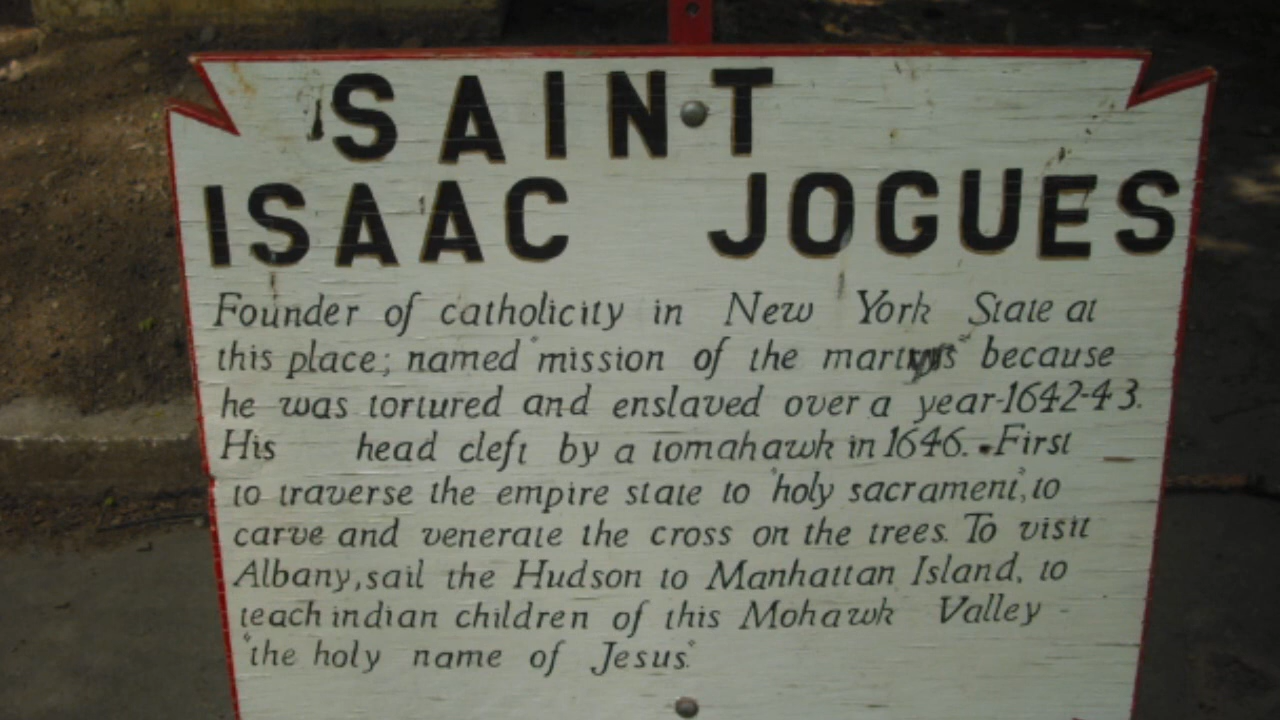 SAINT
ISAAC JOGUES
Founder of catholicity in New York State at
this place; named "mission of the martyrs" because
he was tortured and enslaved over a year-1642-43.
His head cleft by a tomahawk in 1646. First
to traverse the empire state to "holy sacrament", to
carve and venerate the cross on the trees. To visit
Albany, sail the Hudson to Manhattan Island, to
teach indian children of this Mohawk Valley -
"the holy name of Jesus."